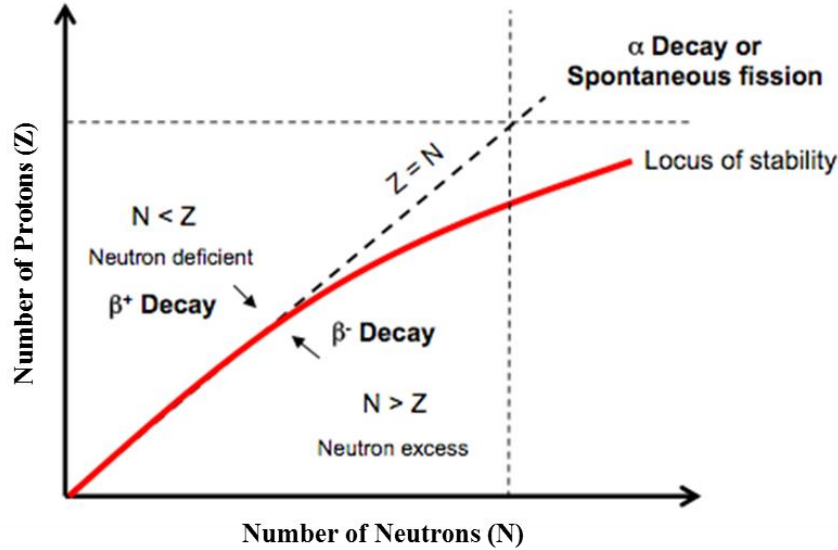 α Decay or
Spontaneous fission
Z = N
Locus of stability
N < Z
Neutron deficient
β⁺ Decay
β⁻ Decay
N > Z
Neutron excess
Number of Protons (Z)
Number of Neutrons (N)